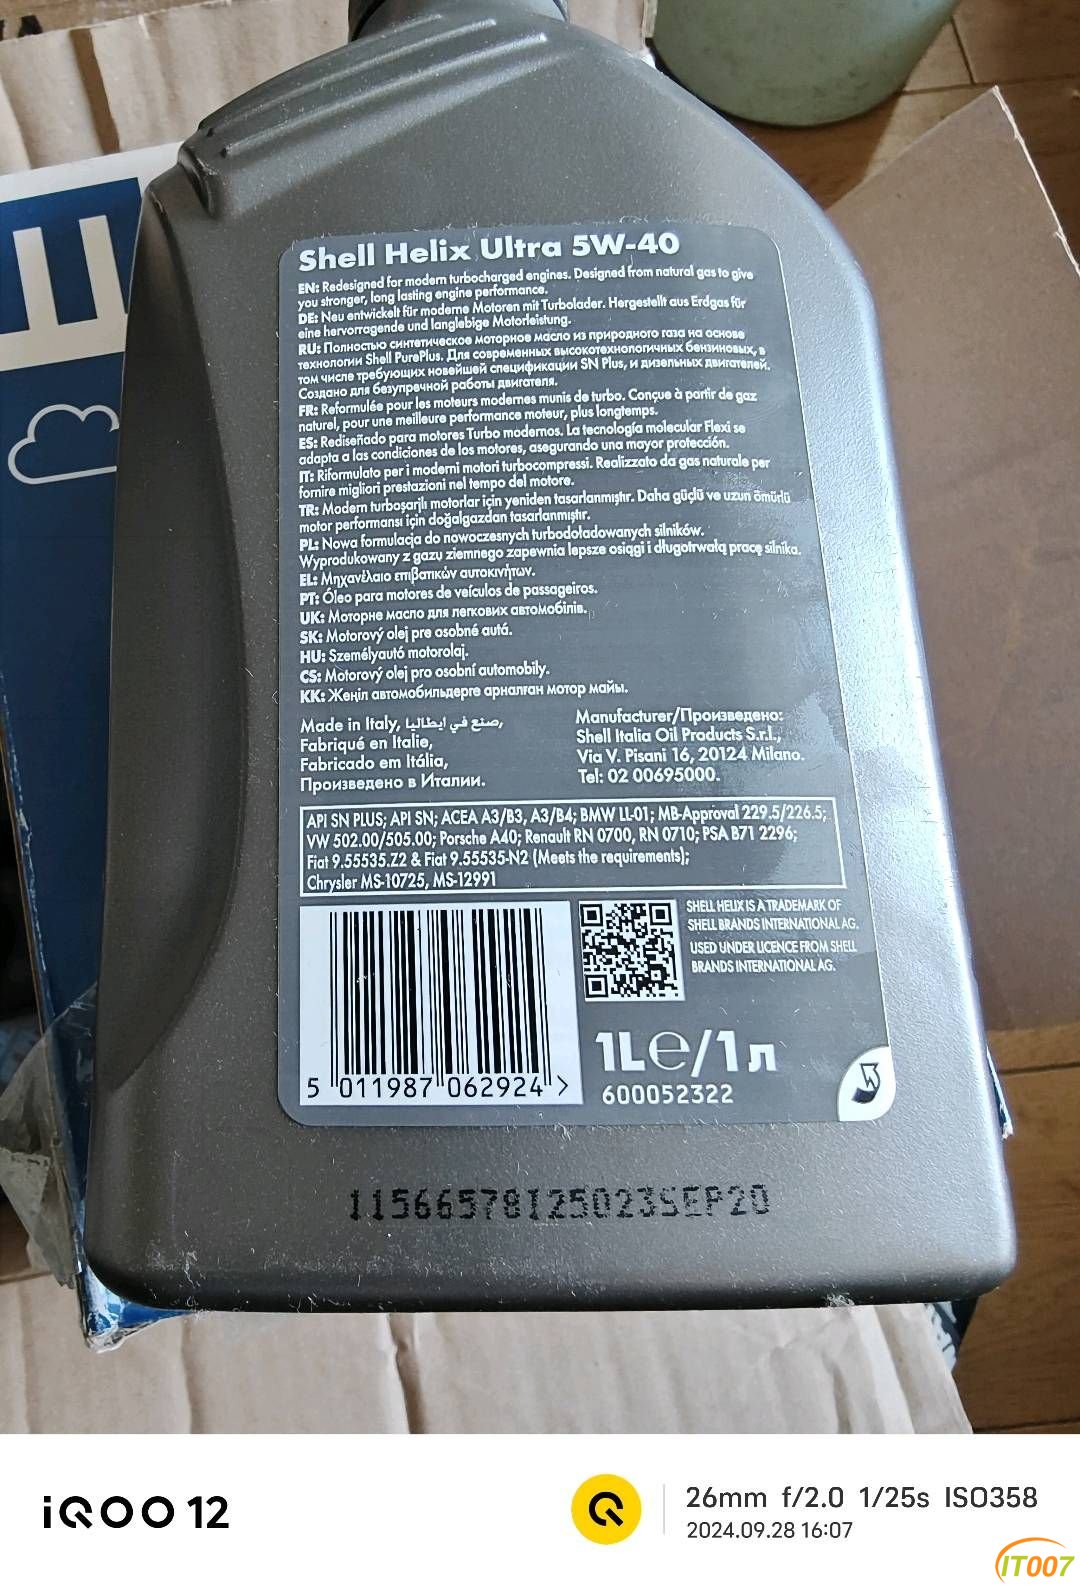 Shell Helix Ultra 5W-40
EN: Redesigned for modern turbocharged engines. Designed from natural gas to give
you stronger, long lasting engine performance.
DE: Neu entwickelt für moderne Motoren mit Turbolader. Hergestellt aus Erdgas für
eine hervorragende und langlebige Motorleistung.
RU: Полностью синтетическое моторное масло из природного газа на основе
технологии Shell PurePlus. Для современных высокотехнологичных бензиновых, в
том числе требующих новейшей спецификации SN Plus, и дизельных двигателей.
Создано для безупречной работы двигателя.
FR: Reformulée pour les moteurs modernes munis de turbo. Conçue à partir de gaz
naturel, pour une meilleure performance moteur, plus longtemps.
ES: Rediseñado para motores Turbo modernos. La tecnología molecular Flexi se
adapta a las condiciones de los motores, asegurando una mayor protección.
IT: Riformulato per i moderni motori turbocompressi. Realizzato da gas naturale per
fornire migliori prestazioni nel tempo del motore.
TR: Modern turboşarjlı motorlar için yeniden tasarlanmıştır. Daha güçlü ve uzun ömürlü
motor performansı için doğalgazdan tasarlanmıştır.
PL: Nowa formulacja do nowoczesnych turbodoładowanych silników.
Wyprodukowany z gazu ziemnego zapewnia lepsze osiągi i długotrwałą pracę silnika.
EL: Μηχανέλαιο επιβατικών αυτοκινήτων.
PT: Óleo para motores de veículos de passageiros.
UK: Моторне масло для легкових автомобілів.
SK: Motorový olej pre osobné autá.
HU: Személyautó motorolaj.
CS: Motorový olej pro osobní automobily.
KK: Жеңіл автомобильдерге арналған мотор майы.
Made in Italy, صنع في إيطاليا,
Fabriqué en Italie,
Fabricado em Itália,
Произведено в Италии.
Manufacturer/Произведено:
Shell Italia Oil Products S.r.l.,
Via V. Pisani 16, 20124 Milano.
Tel: 02 00695000.
API SN PLUS; API SN; ACEA A3/B3, A3/B4; BMW LL-01; MB-Approval 229.5/226.5;
VW 502.00/505.00; Porsche A40; Renault RN 0700, RN 0710; PSA B71 2296;
Fiat 9.55535.Z2 & Fiat 9.55535-N2 (Meets the requirements);
Chrysler MS-10725, MS-12991
SHELL HELIX IS A TRADEMARK OF
SHELL BRANDS INTERNATIONAL AG.
USED UNDER LICENCE FROM SHELL
BRANDS INTERNATIONAL AG.
1L℮/1л
600052322
5 011987 062924 >
11566578125023SEP20
iQOO 12
26mm f/2.0 1/25s ISO358
2024.09.28 16:07
IT007